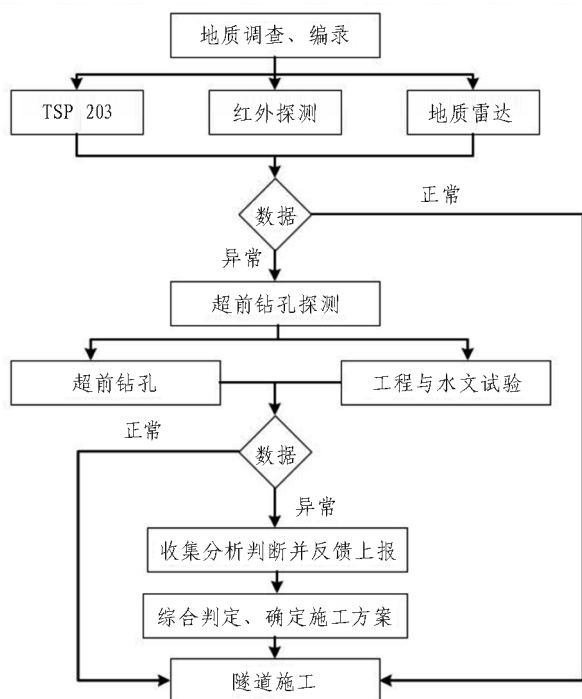 地质调查、编录
TSP 203
红外探测
地质雷达
数据
正常
异常
超前钻孔探测
超前钻孔
工程与水文试验
正常
数据
异常
收集分析判断并反馈上报
综合判定、确定施工方案
隧道施工